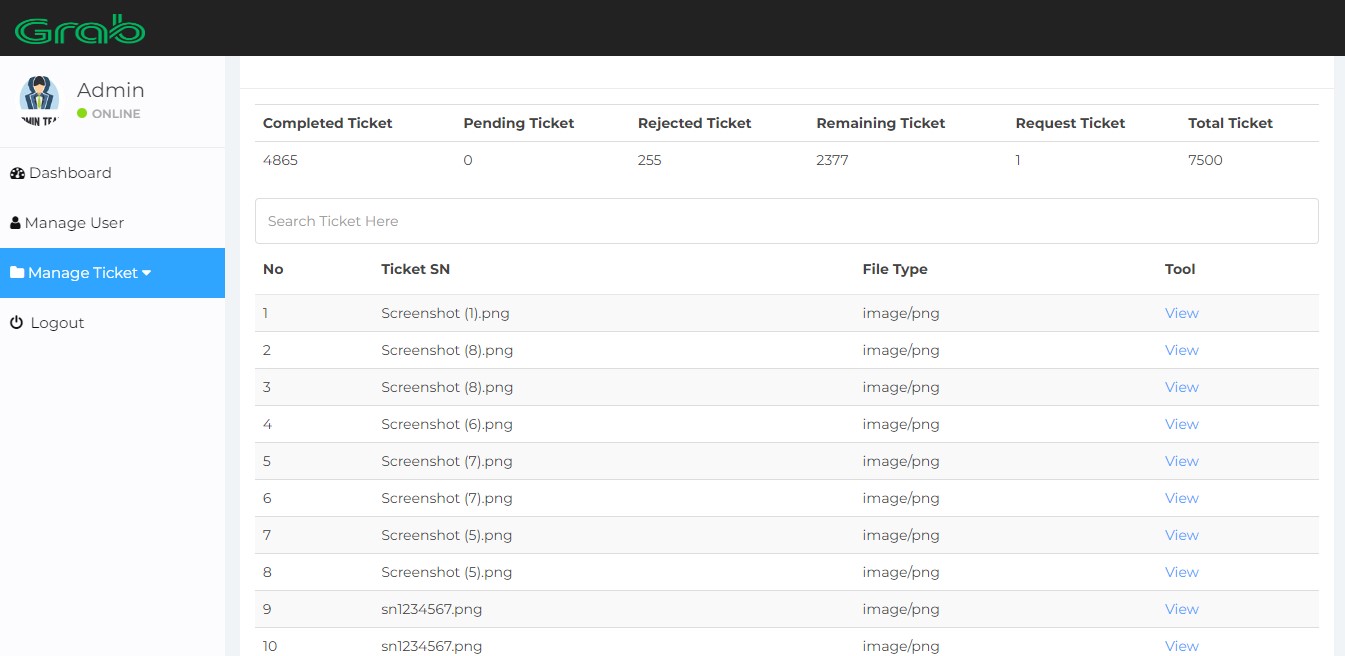 Grab
Admin
ONLINE
Dashboard
Manage User
Manage Ticket
Logout
Completed Ticket Pending Ticket Rejected Ticket Remaining Ticket Request Ticket Total Ticket
4865 0 255 2377 1 7500
Search Ticket Here
No Ticket SN File Type Tool
1 Screenshot (1).png image/png View
2 Screenshot (8).png image/png View
3 Screenshot (8).png image/png View
4 Screenshot (6).png image/png View
5 Screenshot (7).png image/png View
6 Screenshot (7).png image/png View
7 Screenshot (5).png image/png View
8 Screenshot (5).png image/png View
9 sn1234567.png image/png View
10 sn1234567.png image/png View